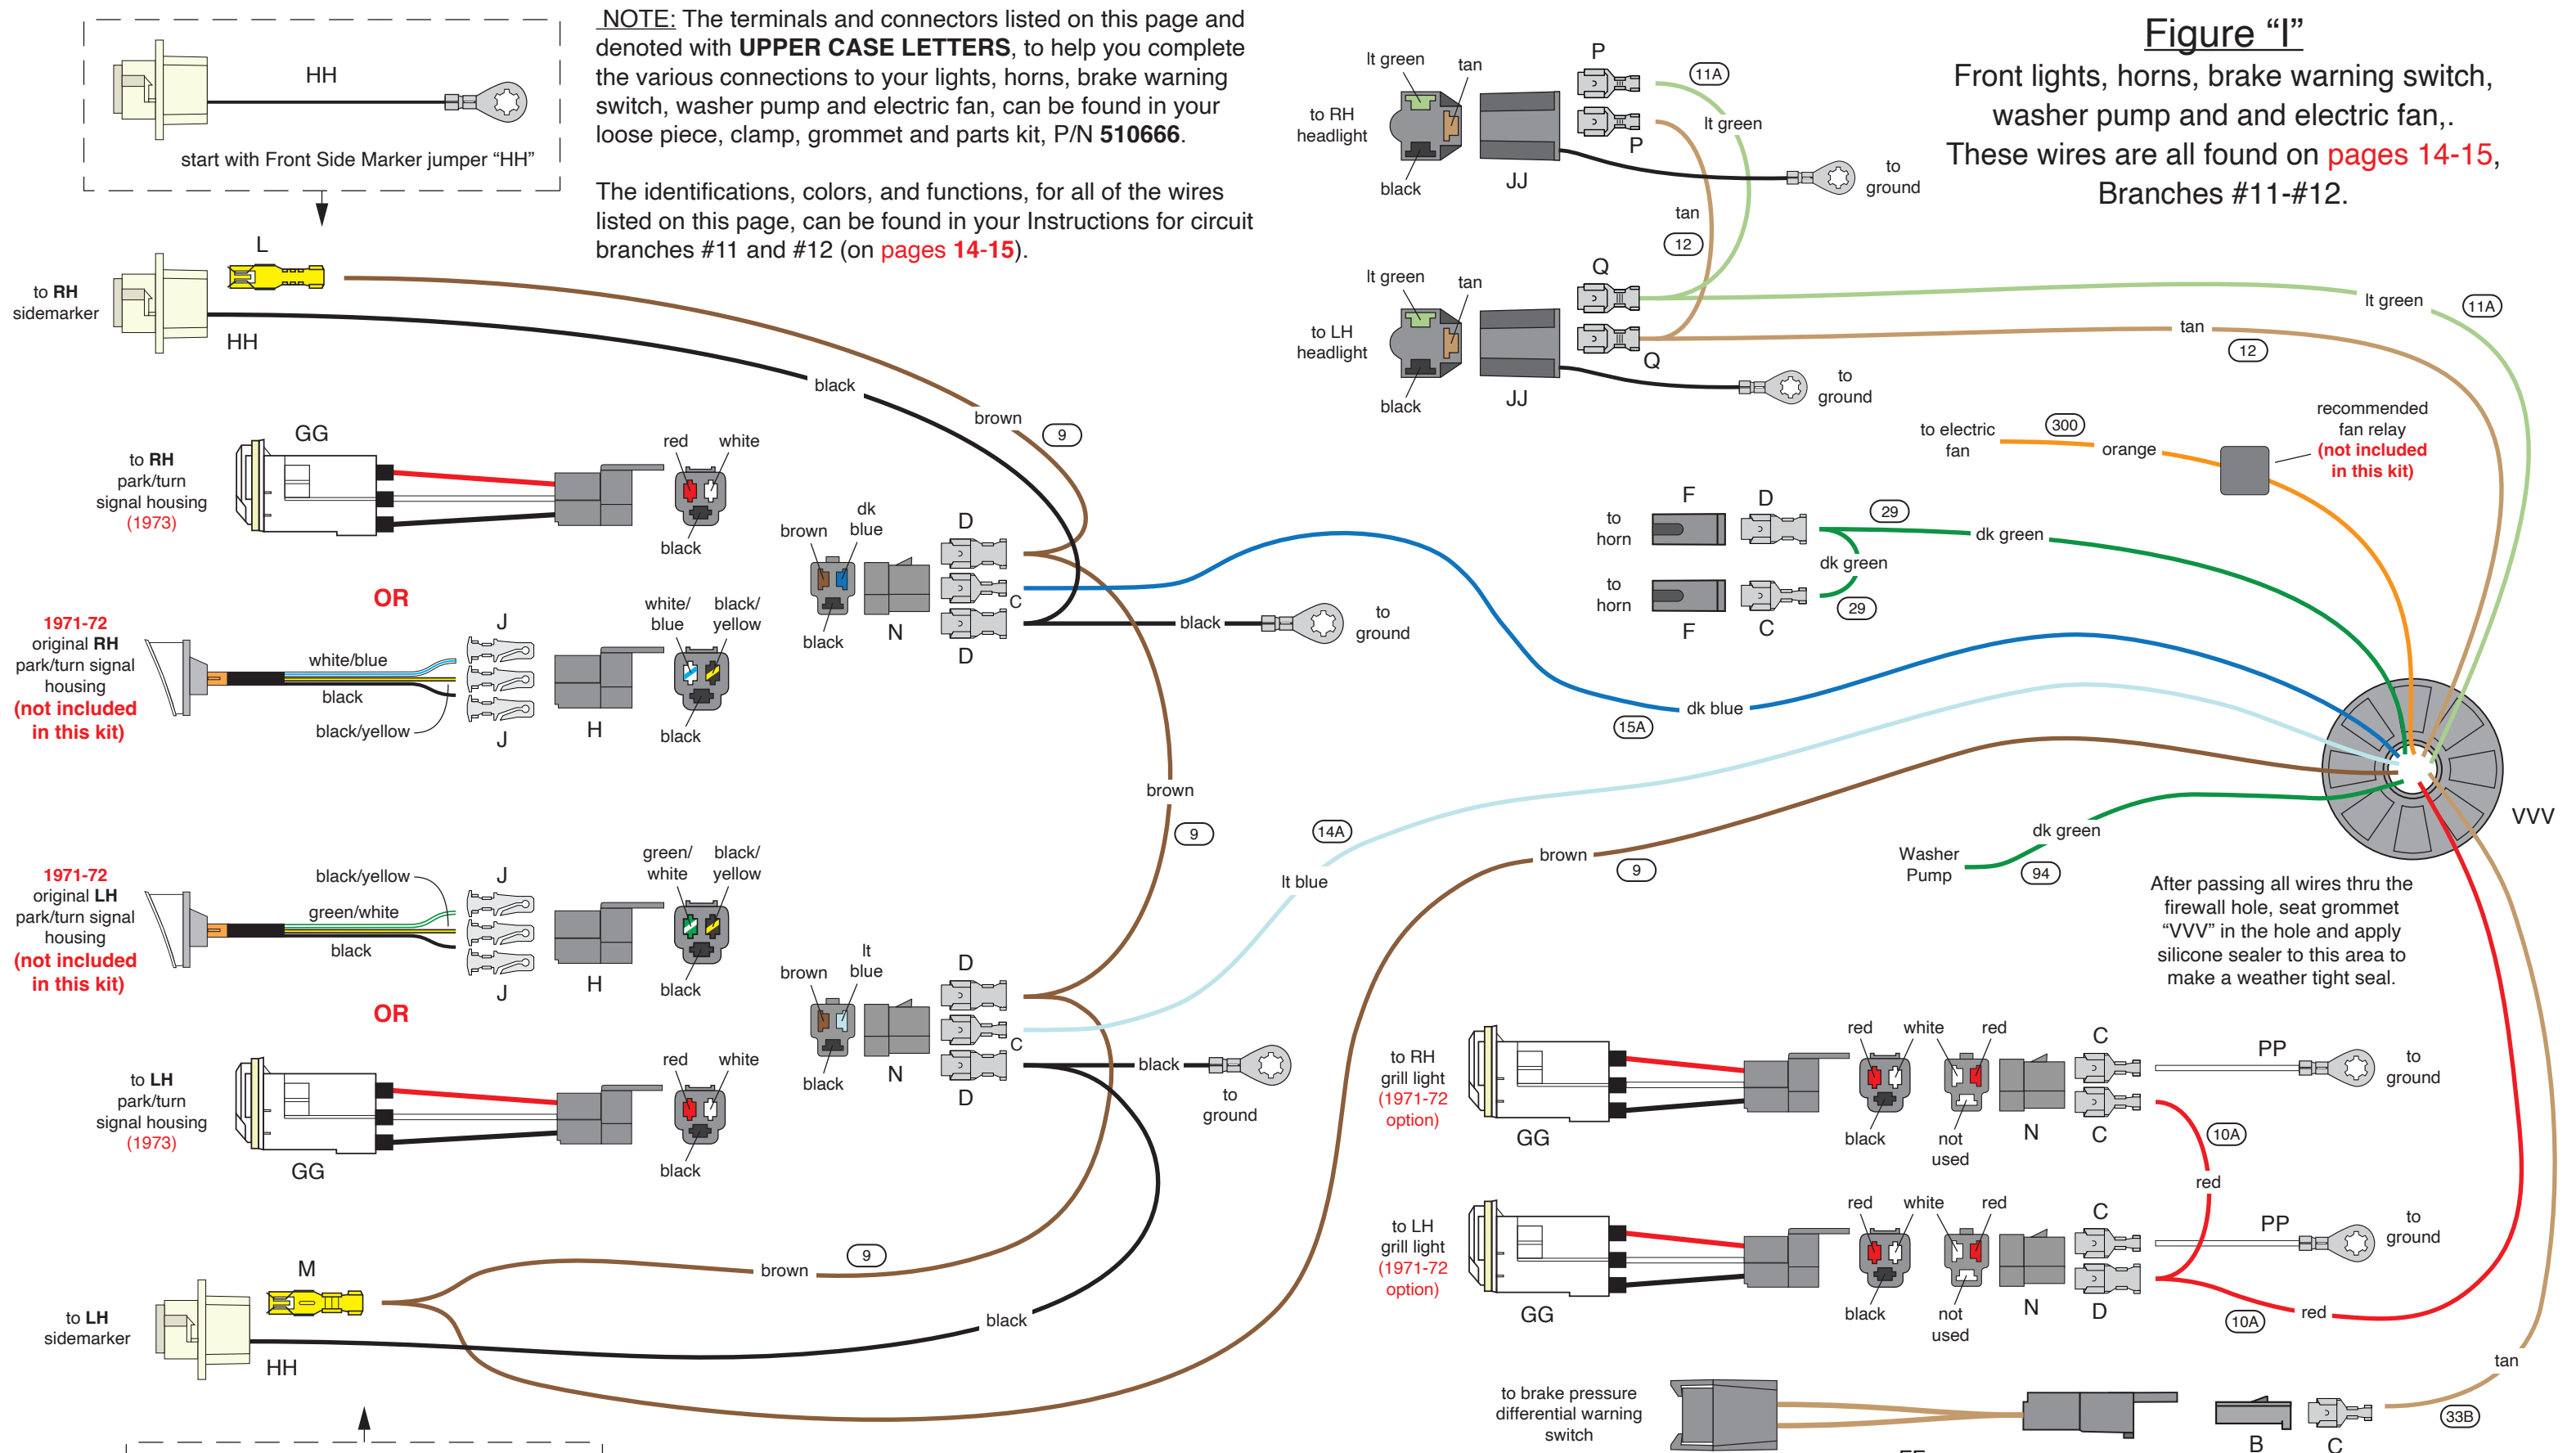 HH
start with Front Side Marker jumper “HH”
NOTE: The terminals and connectors listed on this page and
denoted with UPPER CASE LETTERS, to help you complete
the various connections to your lights, horns, brake warning
switch, washer pump and electric fan, can be found in your
loose piece, clamp, grommet and parts kit, P/N 510666.
The identifications, colors, and functions, for all of the wires
listed on this page, can be found in your Instructions for circuit
branches #11 and #12 (on pages 14-15).
Figure “I”
Front lights, horns, brake warning switch,
washer pump and and electric fan,.
These wires are all found on pages 14-15,
Branches #11-#12.
lt green
tan
to RH
headlight
black
JJ
P
P
11A
lt green
to
ground
tan
12
lt green
tan
to LH
headlight
black
JJ
Q
Q
to
ground
lt green
11A
tan
12
L
to RH
sidemarker
HH
black
brown
9
GG
to RH
park/turn
signal housing
(1973)
red
white
black
OR
1971-72
original RH
park/turn signal
housing
(not included
in this kit)
white/blue
black
black/yellow
J
J
H
white/
blue
black/
yellow
black
brown
dk
blue
black
N
D
C
D
black
to
ground
to electric
fan
300
orange
recommended
fan relay
(not included
in this kit)
to
horn
F
D
29
dk green
dk green
to
horn
F
C
29
15A
dk blue
brown
9
14A
lt blue
brown
9
Washer
Pump
dk green
94
VVV
After passing all wires thru the
firewall hole, seat grommet
“VVV” in the hole and apply
silicone sealer to this area to
make a weather tight seal.
1971-72
original LH
park/turn signal
housing
(not included
in this kit)
black/yellow
green/white
black
J
J
H
green/
white
black/
yellow
black
OR
brown
lt
blue
black
N
D
C
D
black
to
ground
to LH
park/turn
signal housing
(1973)
GG
red
white
black
to RH
grill light
(1971-72
option)
GG
red
white
red
black
not
used
N
C
C
PP
to
ground
10A
red
to LH
grill light
(1971-72
option)
GG
red
white
red
black
not
used
N
C
D
PP
to
ground
10A
red
M
to LH
sidemarker
HH
brown
9
black
to brake pressure
differential warning
switch
B
C
tan
33B